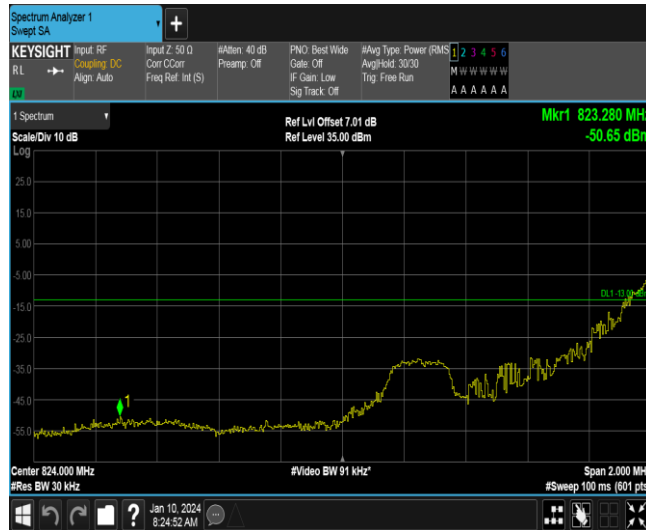 Spectrum Analyzer 1
Swept SA
KEYSIGHT
RL
LXI
Input: RF
Coupling: DC
Align: Auto
Input Z: 50 Ω
Corr CCorr
Freq Ref: Int (S)
#Atten: 40 dB
Preamp: Off
PNO: Best Wide
Gate: Off
IF Gain: Low
Sig Track: Off
#Avg Type: Power (RMS
Avg|Hold: 30/30
Trig: Free Run
1 2 3 4 5 6
M W W W W W
A A A A A A
1 Spectrum
Scale/Div 10 dB
Ref Lvl Offset 7.01 dB
Ref Level 35.00 dBm
Mkr1 823.280 MHz
-50.65 dBm
Log
25.0
15.0
5.00
-5.00
DL1 -13.00 dBm
-15.0
-25.0
-35.0
-45.0
1
-55.0
Center 824.000 MHz
#Res BW 30 kHz
#Video BW 91 kHz*
Span 2.000 MH
#Sweep 100 ms (601 pts
?
Jan 10, 2024
8:24:52 AM